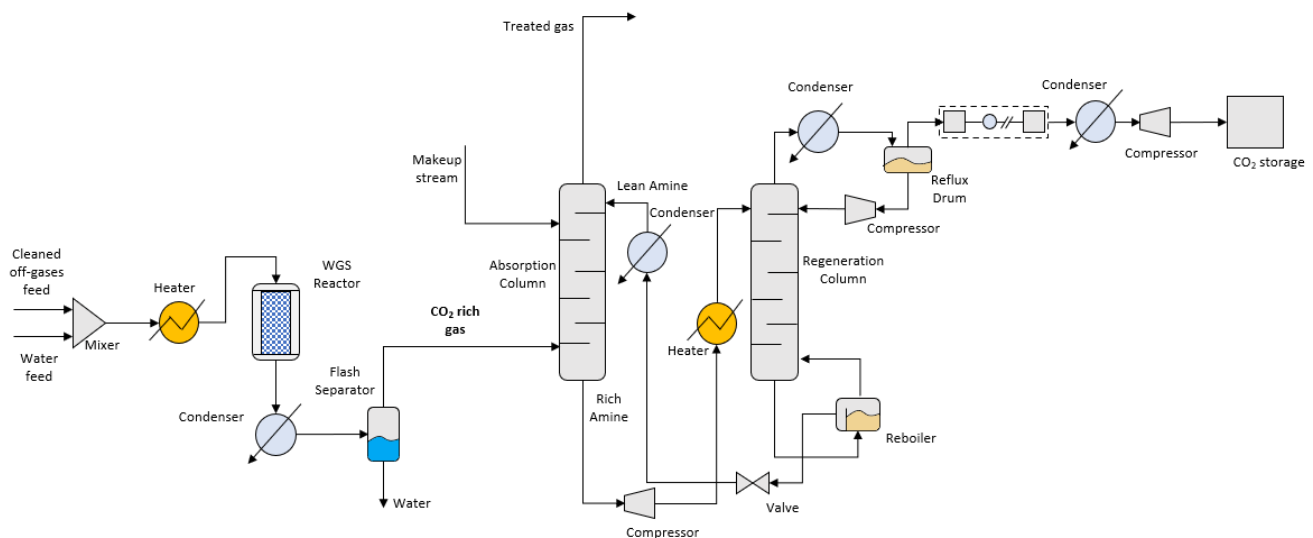 Treated gas
Condenser
Condenser
Compressor
CO2 storage
Reflux
Drum
Compressor
Makeup
stream
Lean Amine
Condenser
Absorption
Column
Regeneration
Column
Cleaned
off-gases
feed
Heater
WGS
Reactor
CO2 rich
gas
Mixer
Water
feed
Heater
Flash
Separator
Rich
Amine
Condenser
Reboiler
Water
Valve
Compressor